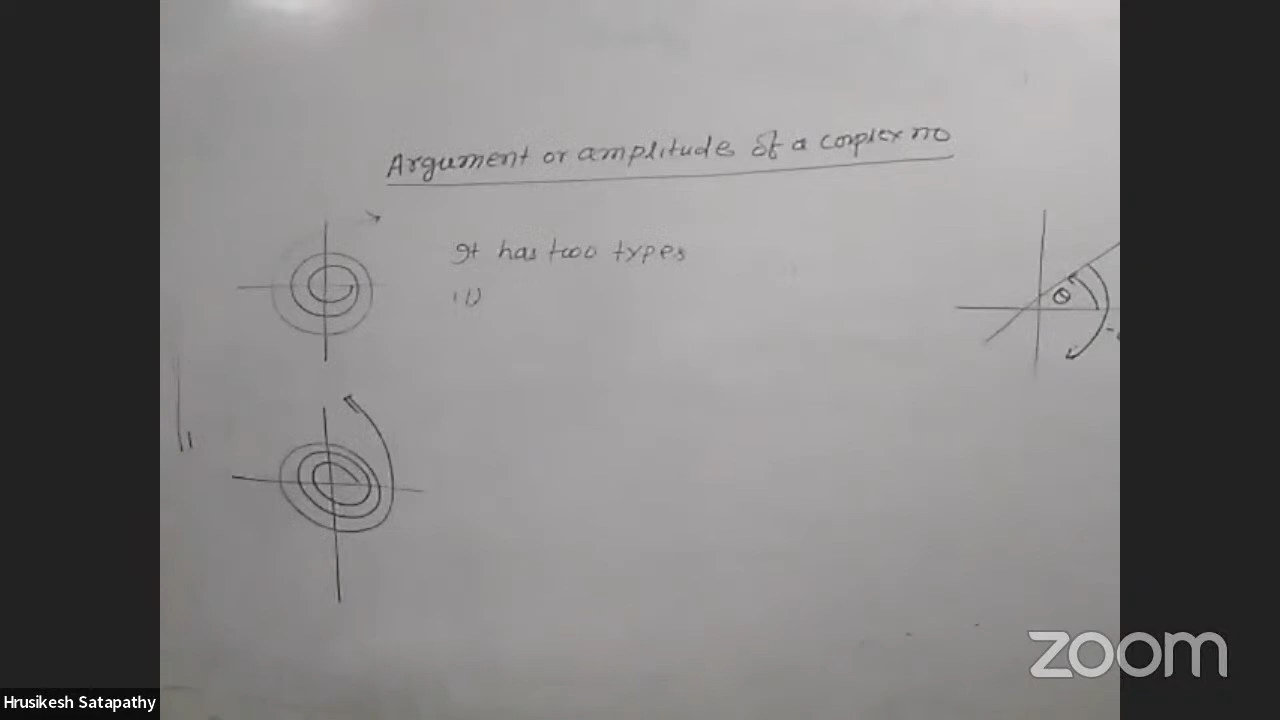 Argument or amplitude of a complex no
It has two types
(1)
θ
zoom
Hrusikesh Satapathy